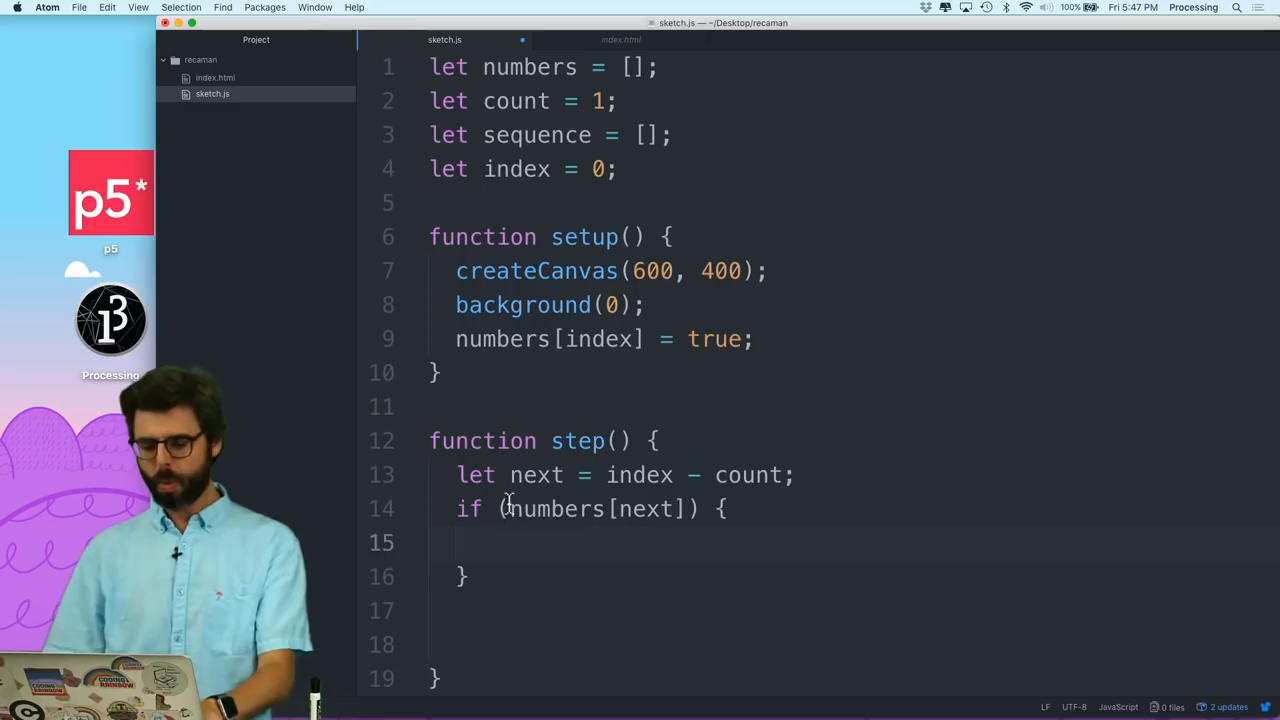 Atom File Edit View Selection Find Packages Window Help
100% Fri 5:47 PM Processing
sketch.js — ~/Desktop/recaman
Project
sketch.js
index.html
recaman
index.html
sketch.js
p5*
p5
Processing
1 let numbers = [];
2 let count = 1;
3 let sequence = [];
4 let index = 0;
5
6 function setup() {
7 createCanvas(600, 400);
8 background(0);
9 numbers[index] = true;
10 }
11
12 function step() {
13 let next = index - count;
14 if (numbers[next]) {
15
16 }
17
18
19 }
CODING RAINBOW
LF UTF-8 JavaScript 0 files 2 updates